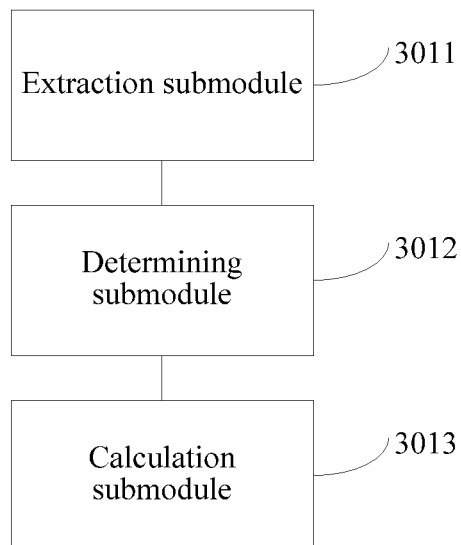 Extraction submodule
3011
Determining
submodule
3012
Calculation
submodule
3013